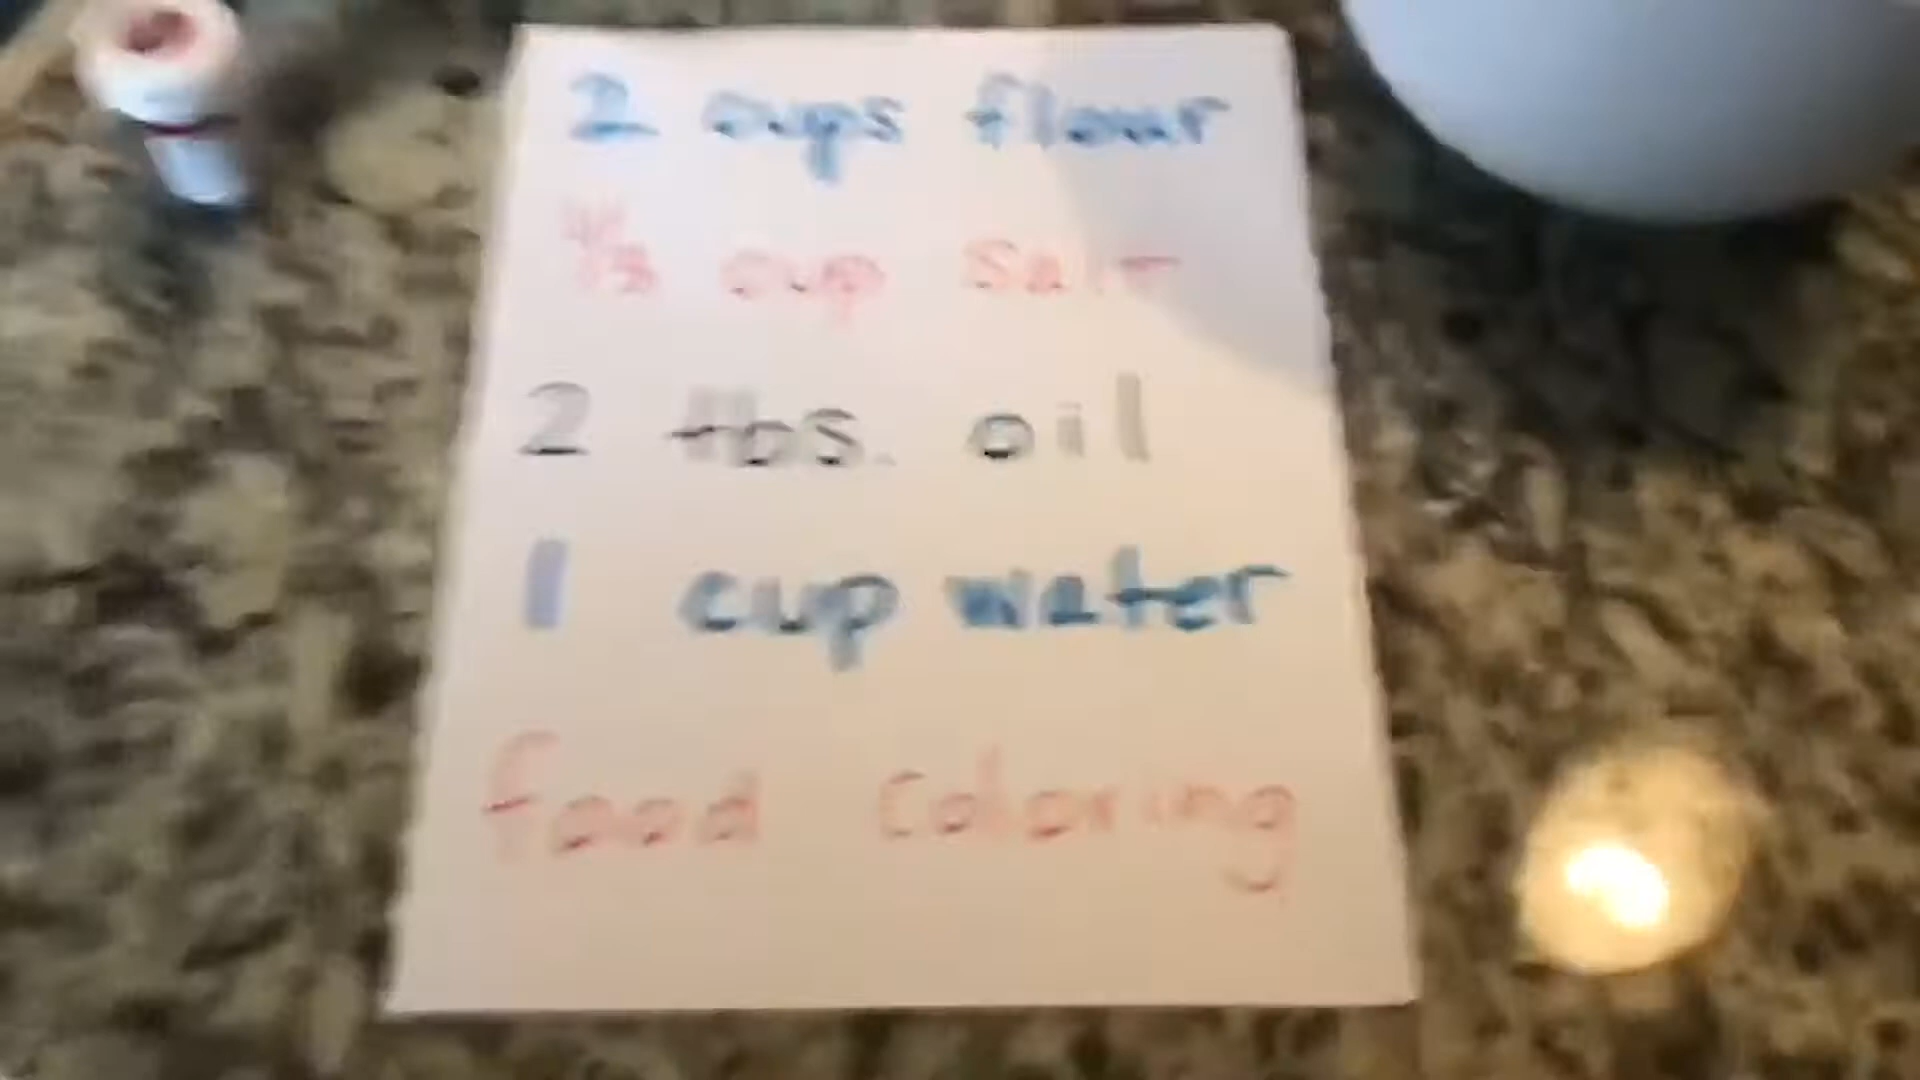 2 cups flour
cup salt
2 tbs. oil
1 cup water
food coloring